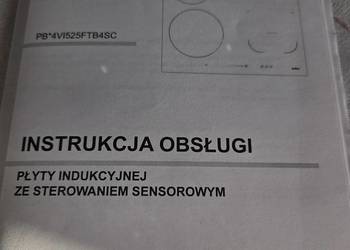 PB*4VI525FTB4SC
INSTRUKCJA OBSŁUGI
PŁYTY INDUKCYJNEJ
ZE STEROWANIEM SENSOROWYM